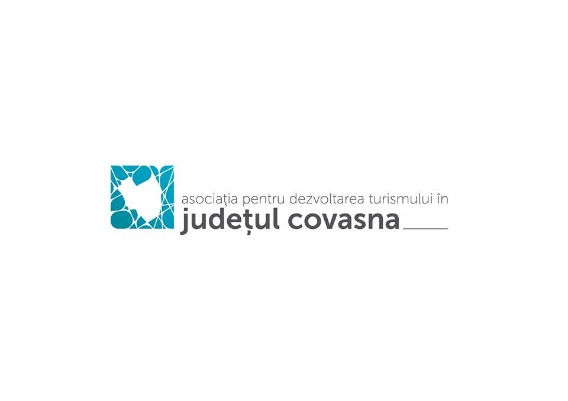 asociația pentru dezvoltarea turismului în
județul covasna